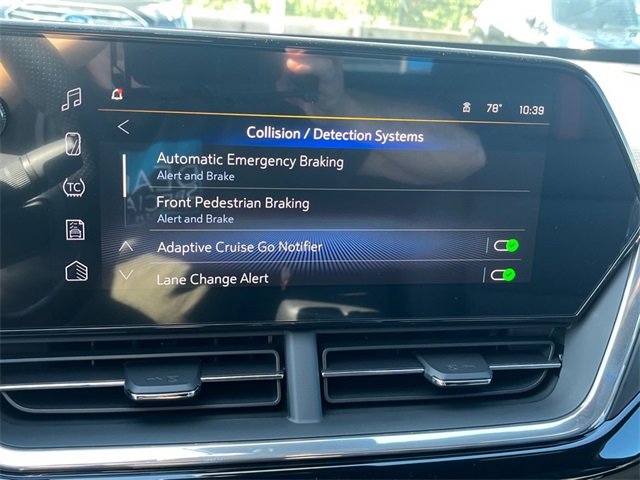 78° 10:39
Collision / Detection Systems
Automatic Emergency Braking
Alert and Brake
Front Pedestrian Braking
Alert and Brake
TC
Adaptive Cruise Go Notifier
Lane Change Alert